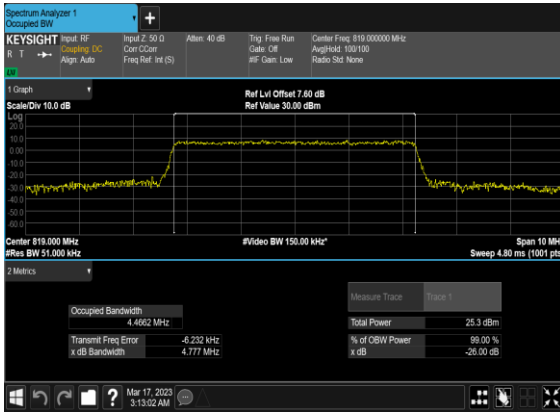 Spectrum Analyzer 1
Occupied BW
+
KEYSIGHT
R T
LV
Input: RF
Coupling: DC
Align: Auto
Input Z: 50 Ω
Corr CCorr
Freq Ref: Int (S)
Atten: 40 dB
Trig: Free Run
Gate: Off
#IF Gain: Low
Center Freq: 819.000000 MHz
Avg|Hold: 100/100
Radio Std: None
1 Graph
Scale/Div 10.0 dB
Ref Lvl Offset 7.60 dB
Ref Value 30.00 dBm
Log
20.0
10.0
0.00
-10.0
-20.0
-30.0
-40.0
-50.0
-60.0
Center 819.000 MHz
#Res BW 51.000 kHz
#Video BW 150.00 kHz*
Span 10 MH
Sweep 4.80 ms (1001 pts
2 Metrics
Measure Trace
Trace 1
Occupied Bandwidth
4.4662 MHz
Total Power
25.3 dBm
Transmit Freq Error
-6.232 kHz
% of OBW Power
99.00 %
x dB Bandwidth
4.777 MHz
x dB
-26.00 dB
?
Mar 17, 2023
3:13:02 AM